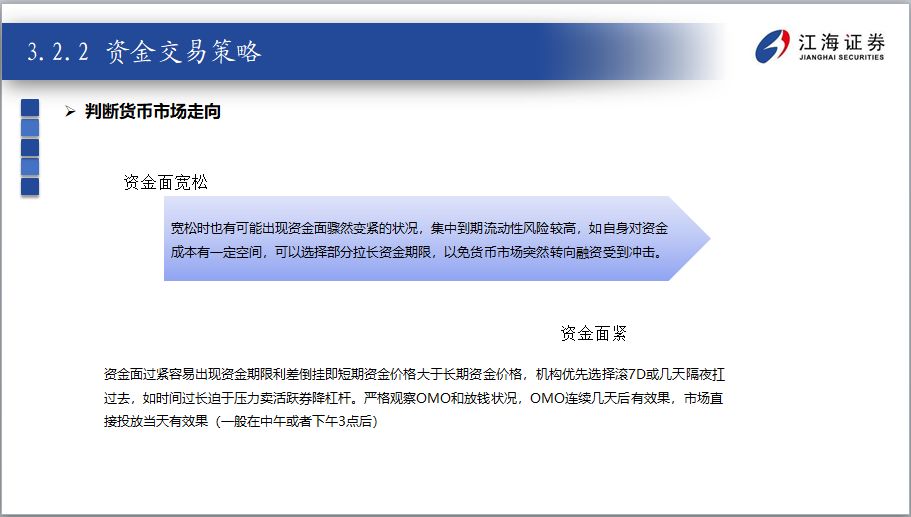 3.2.2 资金交易策略
江海证券
JIANGHAI SECURITIES
➢ 判断货币市场走向
资金面宽松
宽松时也有可能出现资金面骤然变紧的状况，集中到期流动性风险较高，如自身对资金
成本有一定空间，可以选择部分拉长资金期限，以免货币市场突然转向融资受到冲击。
资金面紧
资金面过紧容易出现资金期限利差倒挂即短期资金价格大于长期资金价格，机构优先选择滚7D或几天隔夜扛
过去，如时间过长迫于压力卖活跃券降杠杆。严格观察OMO和放钱状况，OMO连续几天后有效果，市场直
接投放当天有效果（一般在中午或者下午3点后）